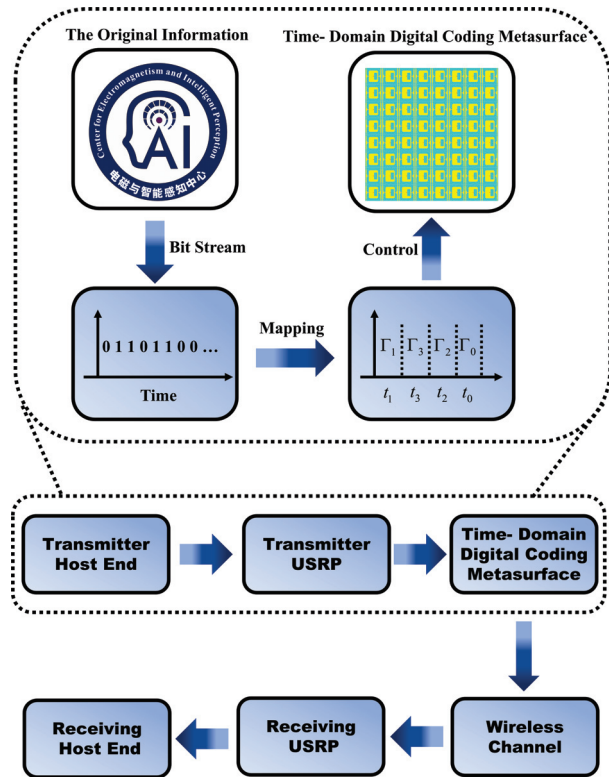 The Original Information
Time- Domain Digital Coding Metasurface
Center for Electromagnetism and Intelligent Perception
AI
电磁与智能感知中心
Bit Stream
Control
0 1 1 0 1 1 0 0 ...
Time
Mapping
Γ₁ Γ₃ Γ₂ Γ₀
t₁ t₃ t₂ t₀
Transmitter
Host End
Transmitter
USRP
Time- Domain
Digital Coding
Metasurface
Receiving
Host End
Receiving
USRP
Wireless
Channel